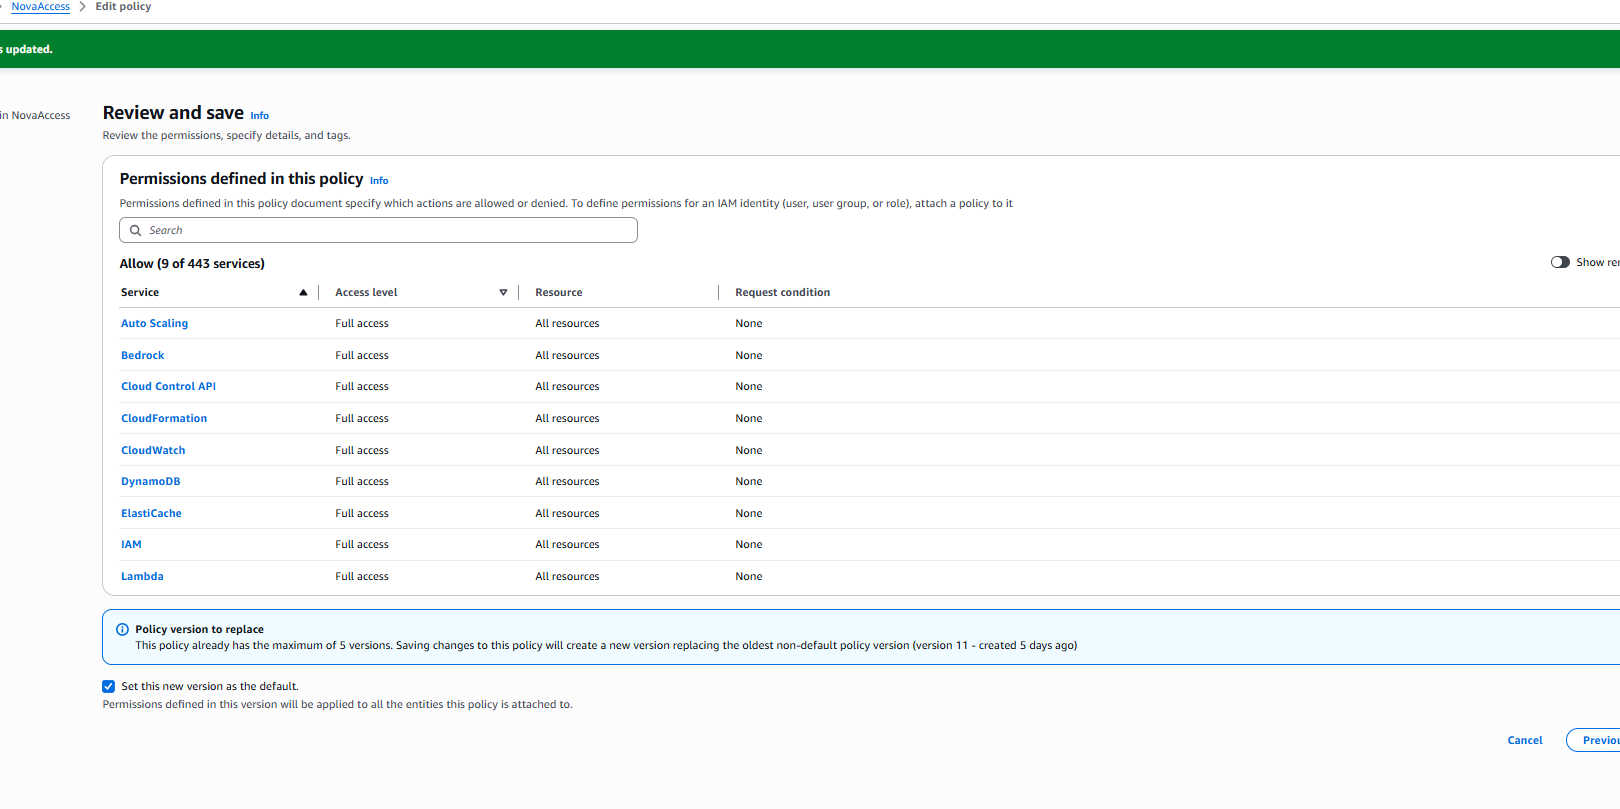 NovaAccess > Edit policy
s updated.
in NovaAccess
Review and save Info
Review the permissions, specify details, and tags.
Permissions defined in this policy Info
Permissions defined in this policy document specify which actions are allowed or denied. To define permissions for an IAM identity (user, user group, or role), attach a policy to it
Search
Allow (9 of 443 services)
Show rer
Service Access level Resource Request condition
Auto Scaling Full access All resources None
Bedrock Full access All resources None
Cloud Control API Full access All resources None
CloudFormation Full access All resources None
CloudWatch Full access All resources None
DynamoDB Full access All resources None
ElastiCache Full access All resources None
IAM Full access All resources None
Lambda Full access All resources None
Policy version to replace
This policy already has the maximum of 5 versions. Saving changes to this policy will create a new version replacing the oldest non-default policy version (version 11 - created 5 days ago)
Set this new version as the default.
Permissions defined in this version will be applied to all the entities this policy is attached to.
Cancel Previou